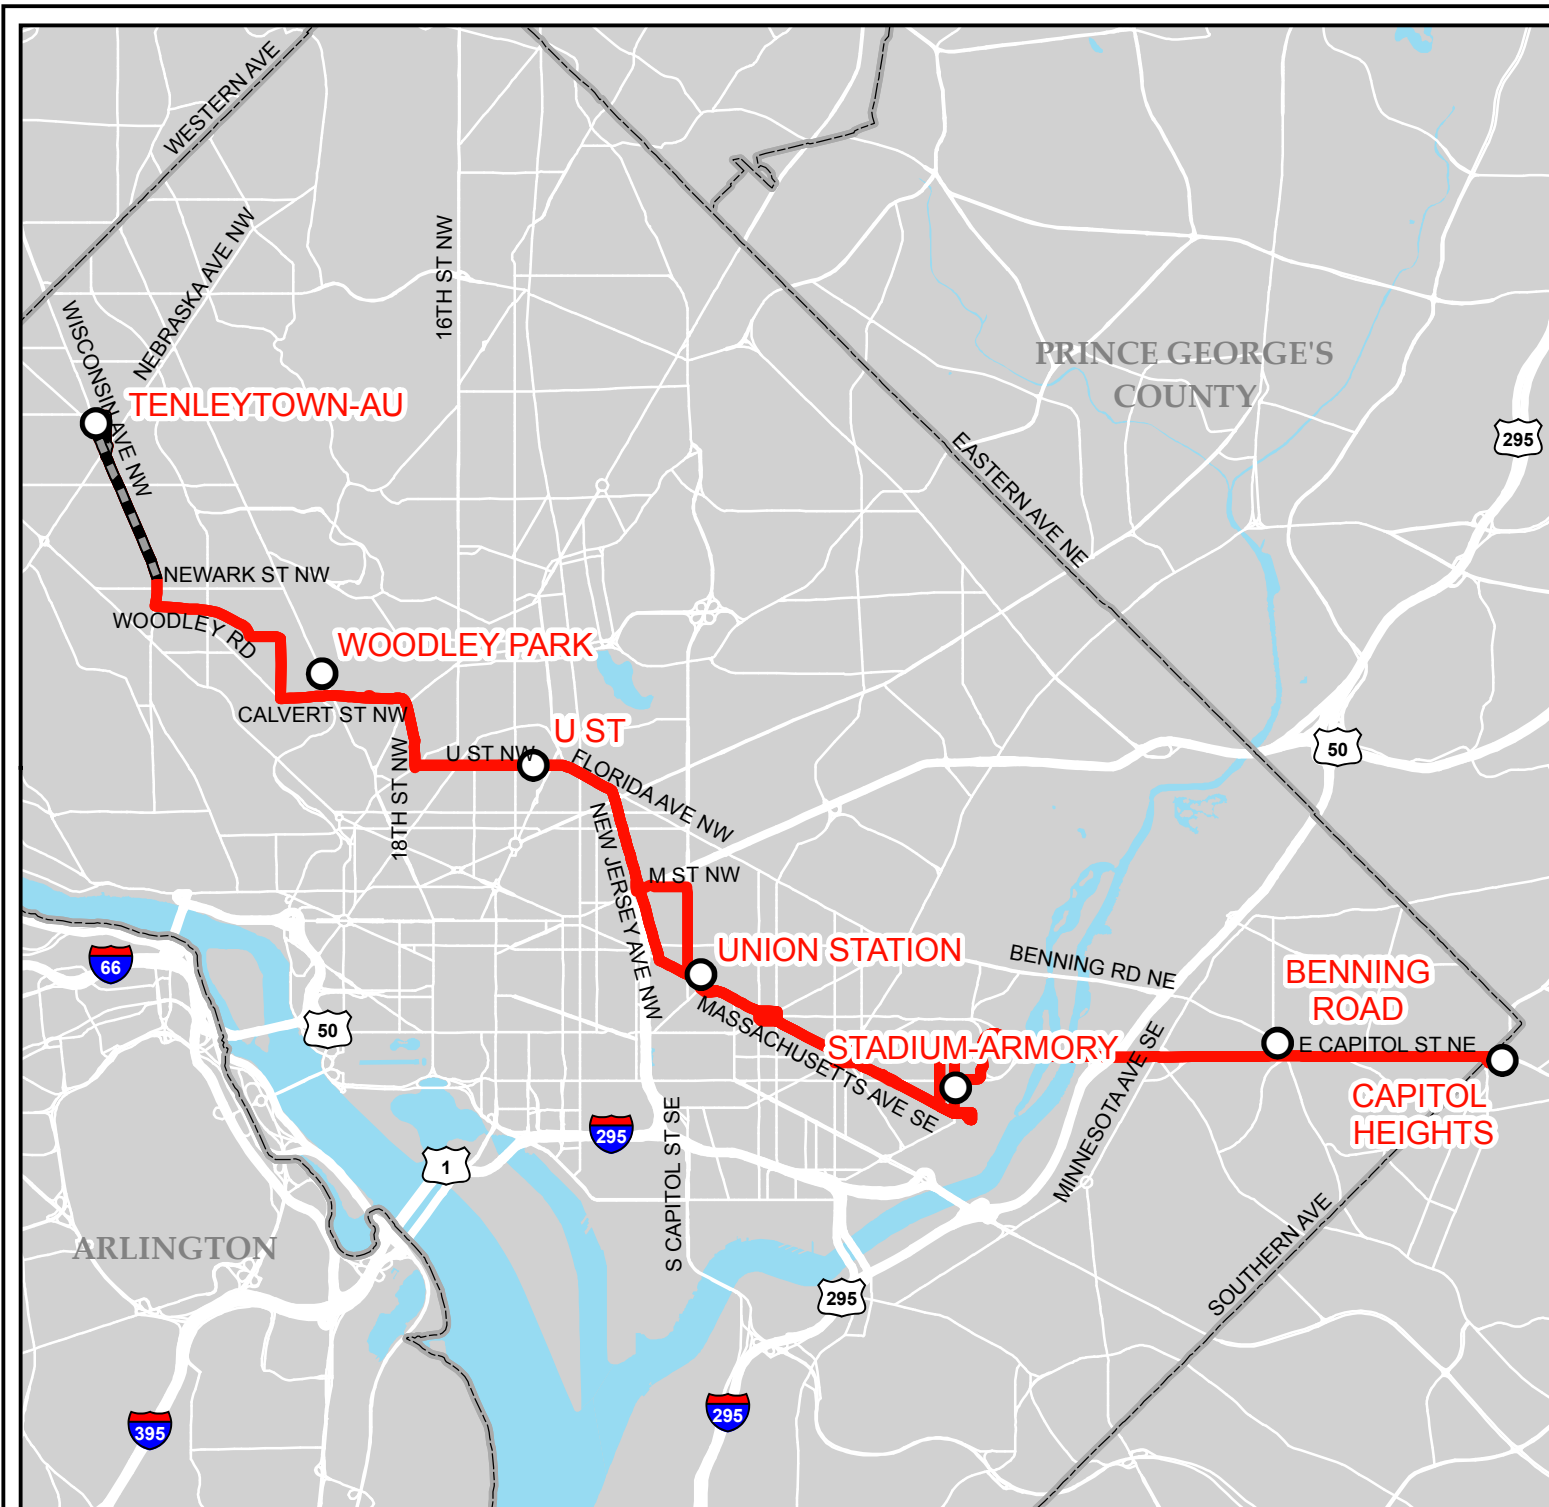 WESTERN AVE
NEBRASKA AVE NW
16TH ST NW
WISCONSIN AVE NW
PRINCE GEORGE'S
COUNTY
TENLEYTOWN-AU
295
EASTERN AVE NE
NEWARK ST NW
WOODLEY RD
WOODLEY PARK
CALVERT ST NW
U ST
U ST NW
50
18TH ST NW
FLORIDA AVE NW
NEW JERSEY AVE NW
M ST NW
UNION STATION
BENNING RD NE
66
BENNING
ROAD
50
MASSACHUSETTS AVE SE
STADIUM-ARMORY
E CAPITOL ST NE
MINNESOTA AVE SE
CAPITOL
HEIGHTS
295
1
S CAPITOL ST SE
ARLINGTON
SOUTHERN AVE
295
295
395